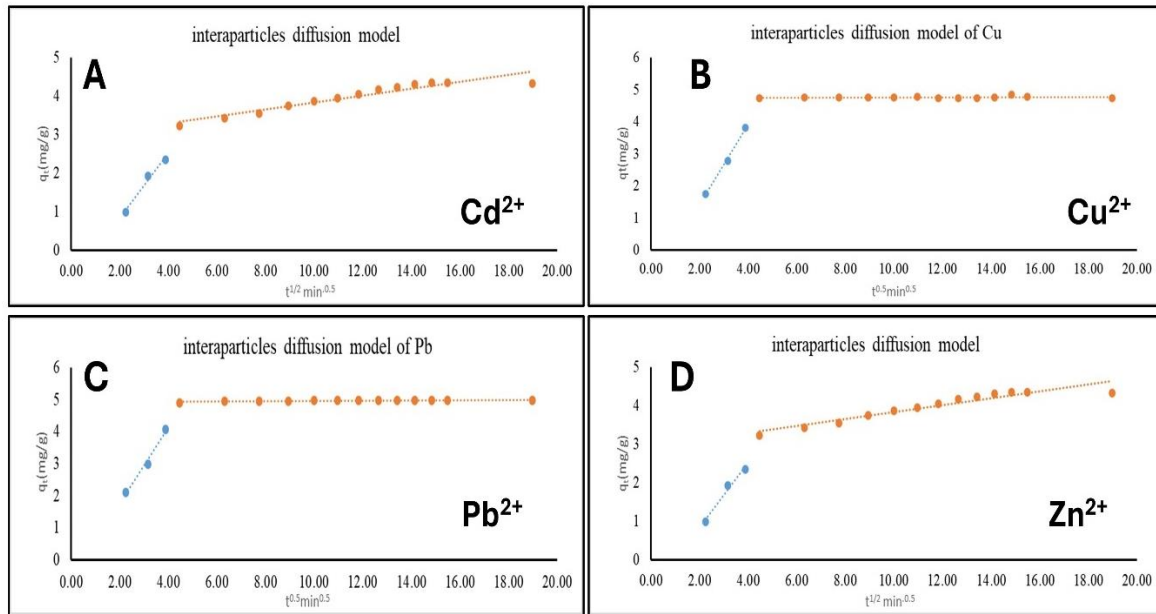 interaparticles diffusion model
A
5
4
3
2
1
0
qt(mg/g)
0.00 2.00 4.00 6.00 8.00 10.00 12.00 14.00 16.00 18.00 20.00
t1/2 min.0.5
Cd2+
interaparticles diffusion model of Cu
B
6
5
4
3
2
1
0
qt(mg/g)
0.00 2.00 4.00 6.00 8.00 10.00 12.00 14.00 16.00 18.00 20.00
t0.5min0.5
Cu2+
interaparticles diffusion model of Pb
C
6
5
4
3
2
1
0
qt(mg/g)
0.00 2.00 4.00 6.00 8.00 10.00 12.00 14.00 16.00 18.00 20.00
t0.5min0.5
Pb2+
interaparticles diffusion model
D
5
4
3
2
1
0
qt(mg/g)
0.00 2.00 4.00 6.00 8.00 10.00 12.00 14.00 16.00 18.00 20.00
t1/2 min.0.5
Zn2+